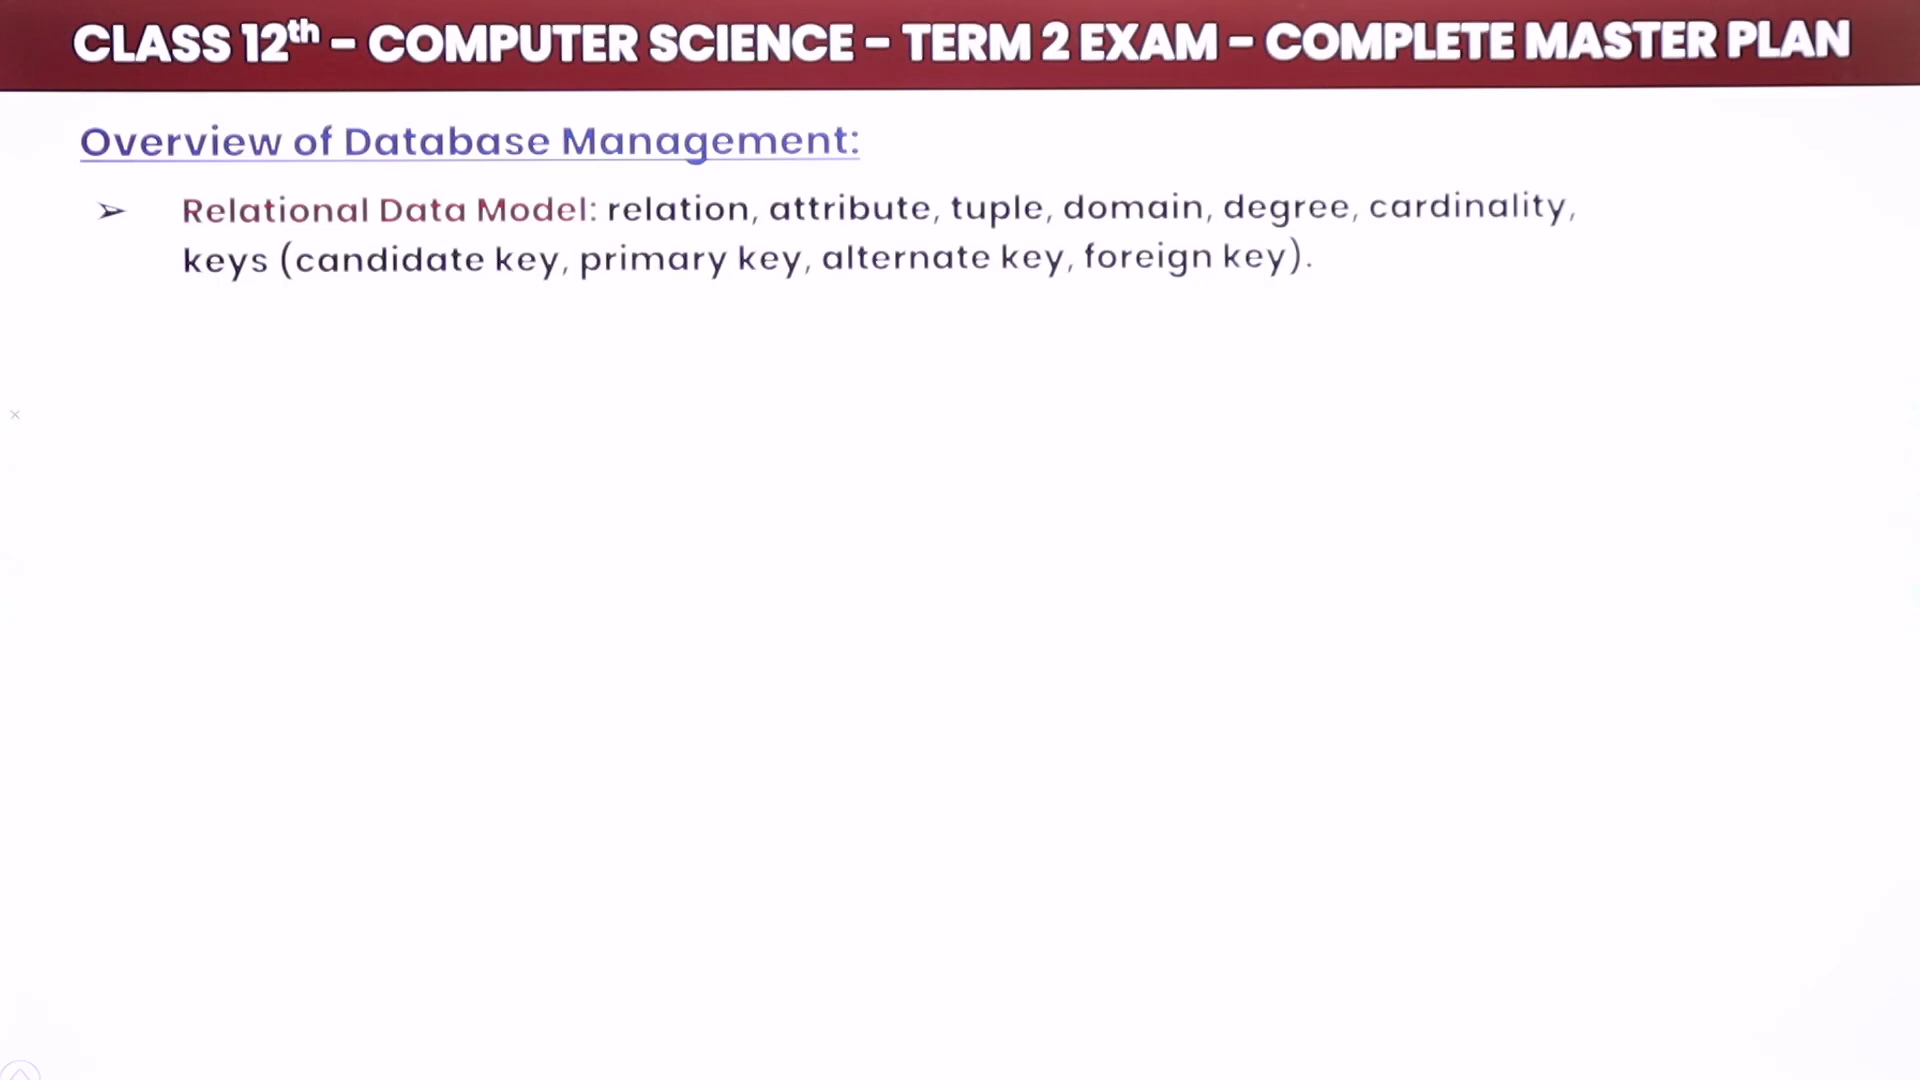 CLASS 12th – COMPUTER SCIENCE – TERM 2 EXAM – COMPLETE MASTER PLAN
Overview of Database Management:
➢ Relational Data Model: relation, attribute, tuple, domain, degree, cardinality,
keys (candidate key, primary key, alternate key, foreign key).